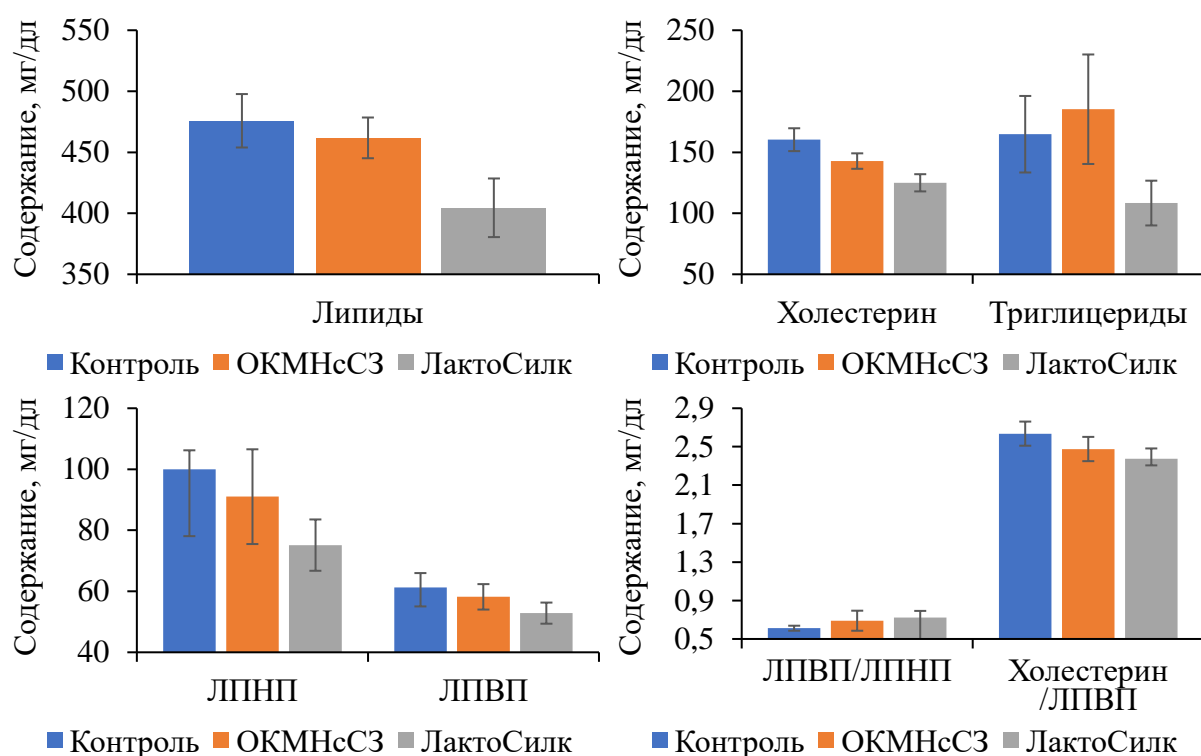 Содержание, мг/дл
550
500
450
400
350
Липиды
Контроль ОКМНсСЗ ЛактоСилк
Содержание, мг/дл
250
200
150
100
50
Холестерин Триглицериды
Контроль ОКМНсСЗ ЛактоСилк
Содержание, мг/дл
120
100
80
60
40
ЛПНП ЛПВП
Контроль ОКМНсСЗ ЛактоСилк
Содержание, мг/дл
2,9
2,5
2,1
1,7
1,3
0,9
0,5
ЛПВП/ЛПНП Холестерин
/ЛПВП
Контроль ОКМНсСЗ ЛактоСилк